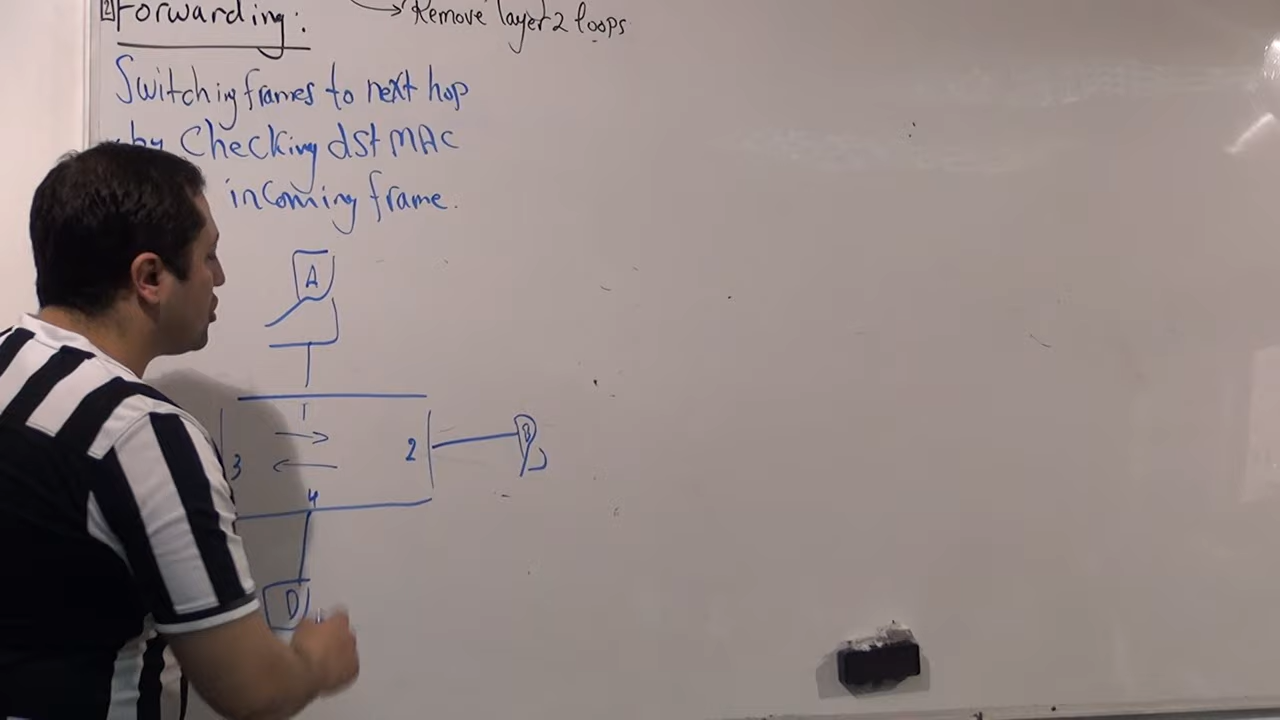 2 Forwarding:
Remove layer2 loops
Switching frames to next hop
by Checking dst MAC
incoming frame.
A
1
3
2
B
4
D